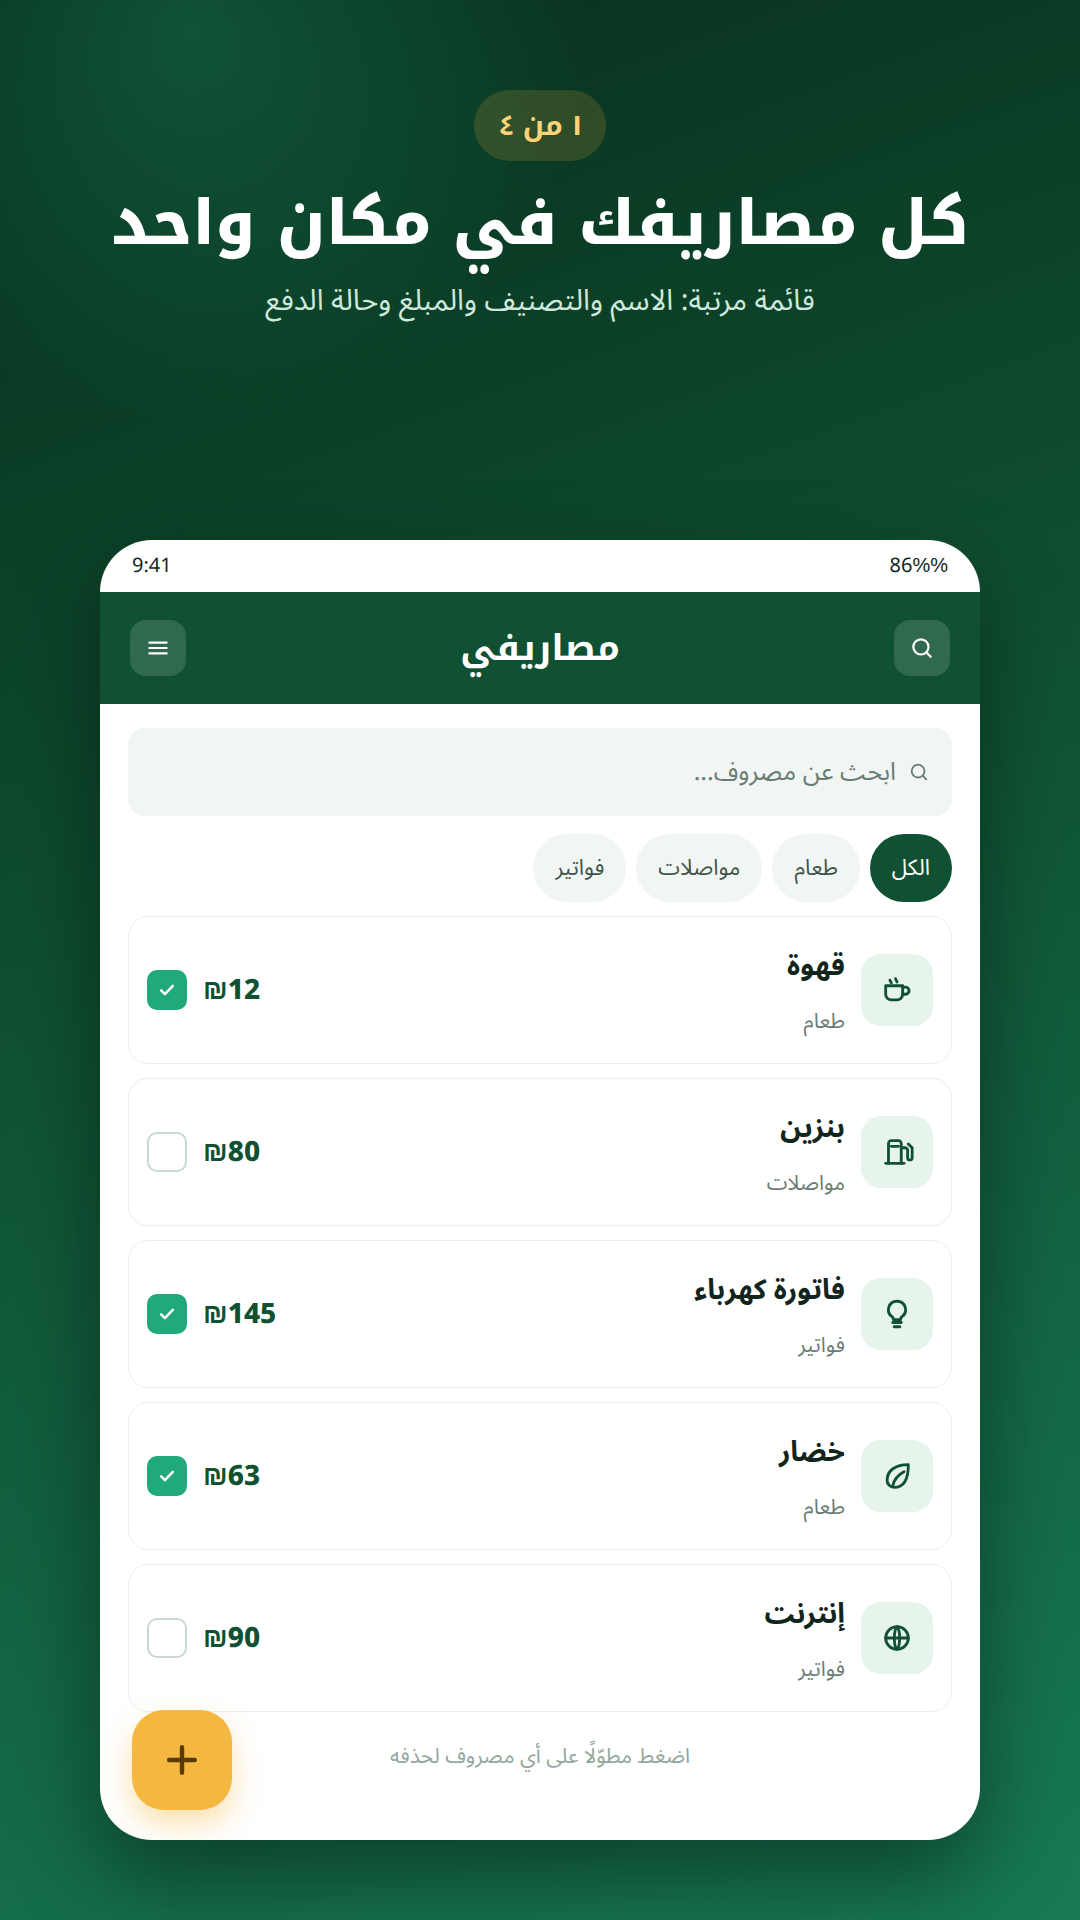 ١ من ٤
كل مصاريفك في مكان واحد
قائمة مرتبة: الاسم والتصنيف والمبلغ وحالة الدفع
9:41 86%%
مصاريفي
ابحث عن مصروف...
الكل طعام مواصلات فواتير
قهوة
₪12
طعام
بنزين
₪80
مواصلات
فاتورة كهرباء
₪145
فواتير
خضار
₪63
طعام
إنترنت
₪90
فواتير
اضغط مطوّلًا على أي مصروف لحذفه